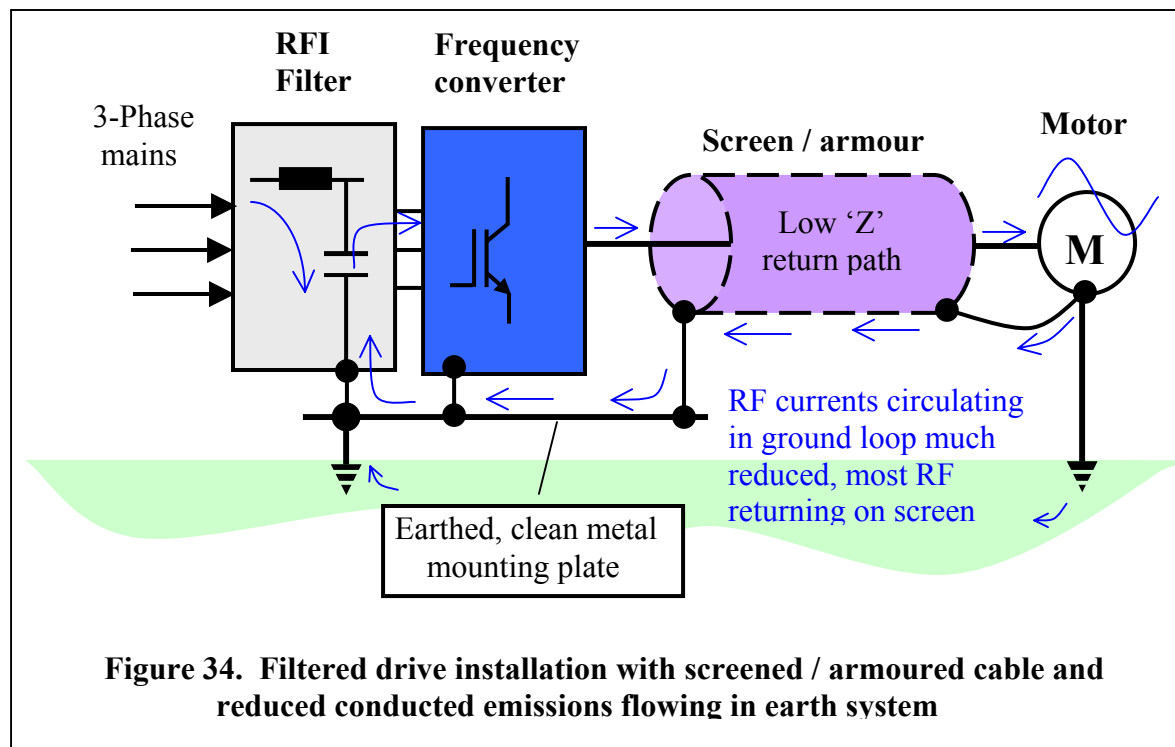 RFI
Filter
Frequency
converter
3-Phase
mains
Screen / armour
Motor
Low ‘Z’
return path
M
RF currents circulating
in ground loop much
reduced, most RF
returning on screen
Earthed, clean metal
mounting plate
Figure 34. Filtered drive installation with screened / armoured cable and
reduced conducted emissions flowing in earth system